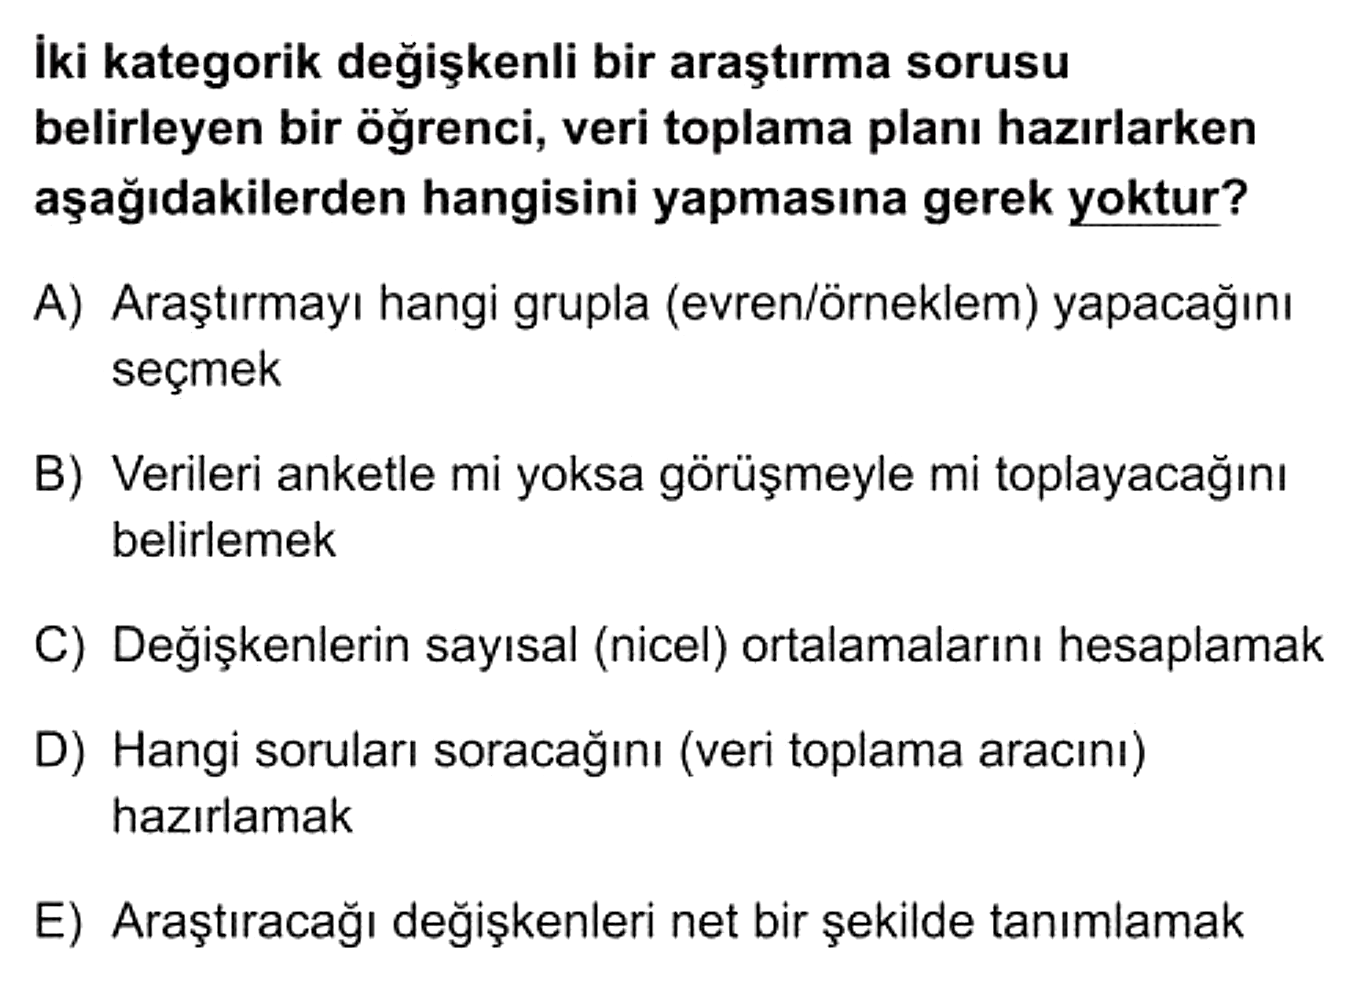 İki kategorik değişkenli bir araştırma sorusu
belirleyen bir öğrenci, veri toplama planı hazırlarken
aşağıdakilerden hangisini yapmasına gerek yoktur?
A) Araştırmayı hangi grupla (evren/örneklem) yapacağını
seçmek
B) Verileri anketle mi yoksa görüşmeyle mi toplayacağını
belirlemek
C) Değişkenlerin sayısal (nicel) ortalamalarını hesaplamak
D) Hangi soruları soracağını (veri toplama aracını)
hazırlamak
E) Araştıracağı değişkenleri net bir şekilde tanımlamak